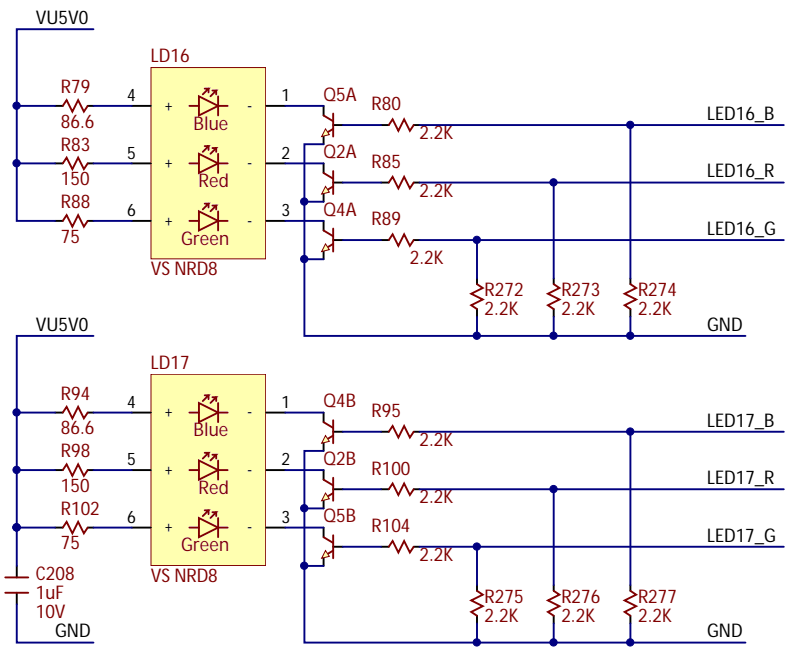 VU5V0
LD16
R79
4 + - 1
Q5A
R80
LED16_B
86.6
Blue
2.2K
R83
5 + - 2
Q2A
R85
LED16_R
150
Red
2.2K
R88
6 + - 3
Q4A
R89
LED16_G
75
Green
2.2K
VS NRD8
R272 R273 R274
2.2K 2.2K 2.2K
VU5V0
GND
LD17
R94
4 + - 1
Q4B
R95
LED17_B
86.6
Blue
2.2K
R98
5 + - 2
Q2B
R100
LED17_R
150
Red
2.2K
R102
6 + - 3
Q5B
R104
LED17_G
75
Green
2.2K
C208
VS NRD8
1uF
10V
R275 R276 R277
2.2K 2.2K 2.2K
GND
GND